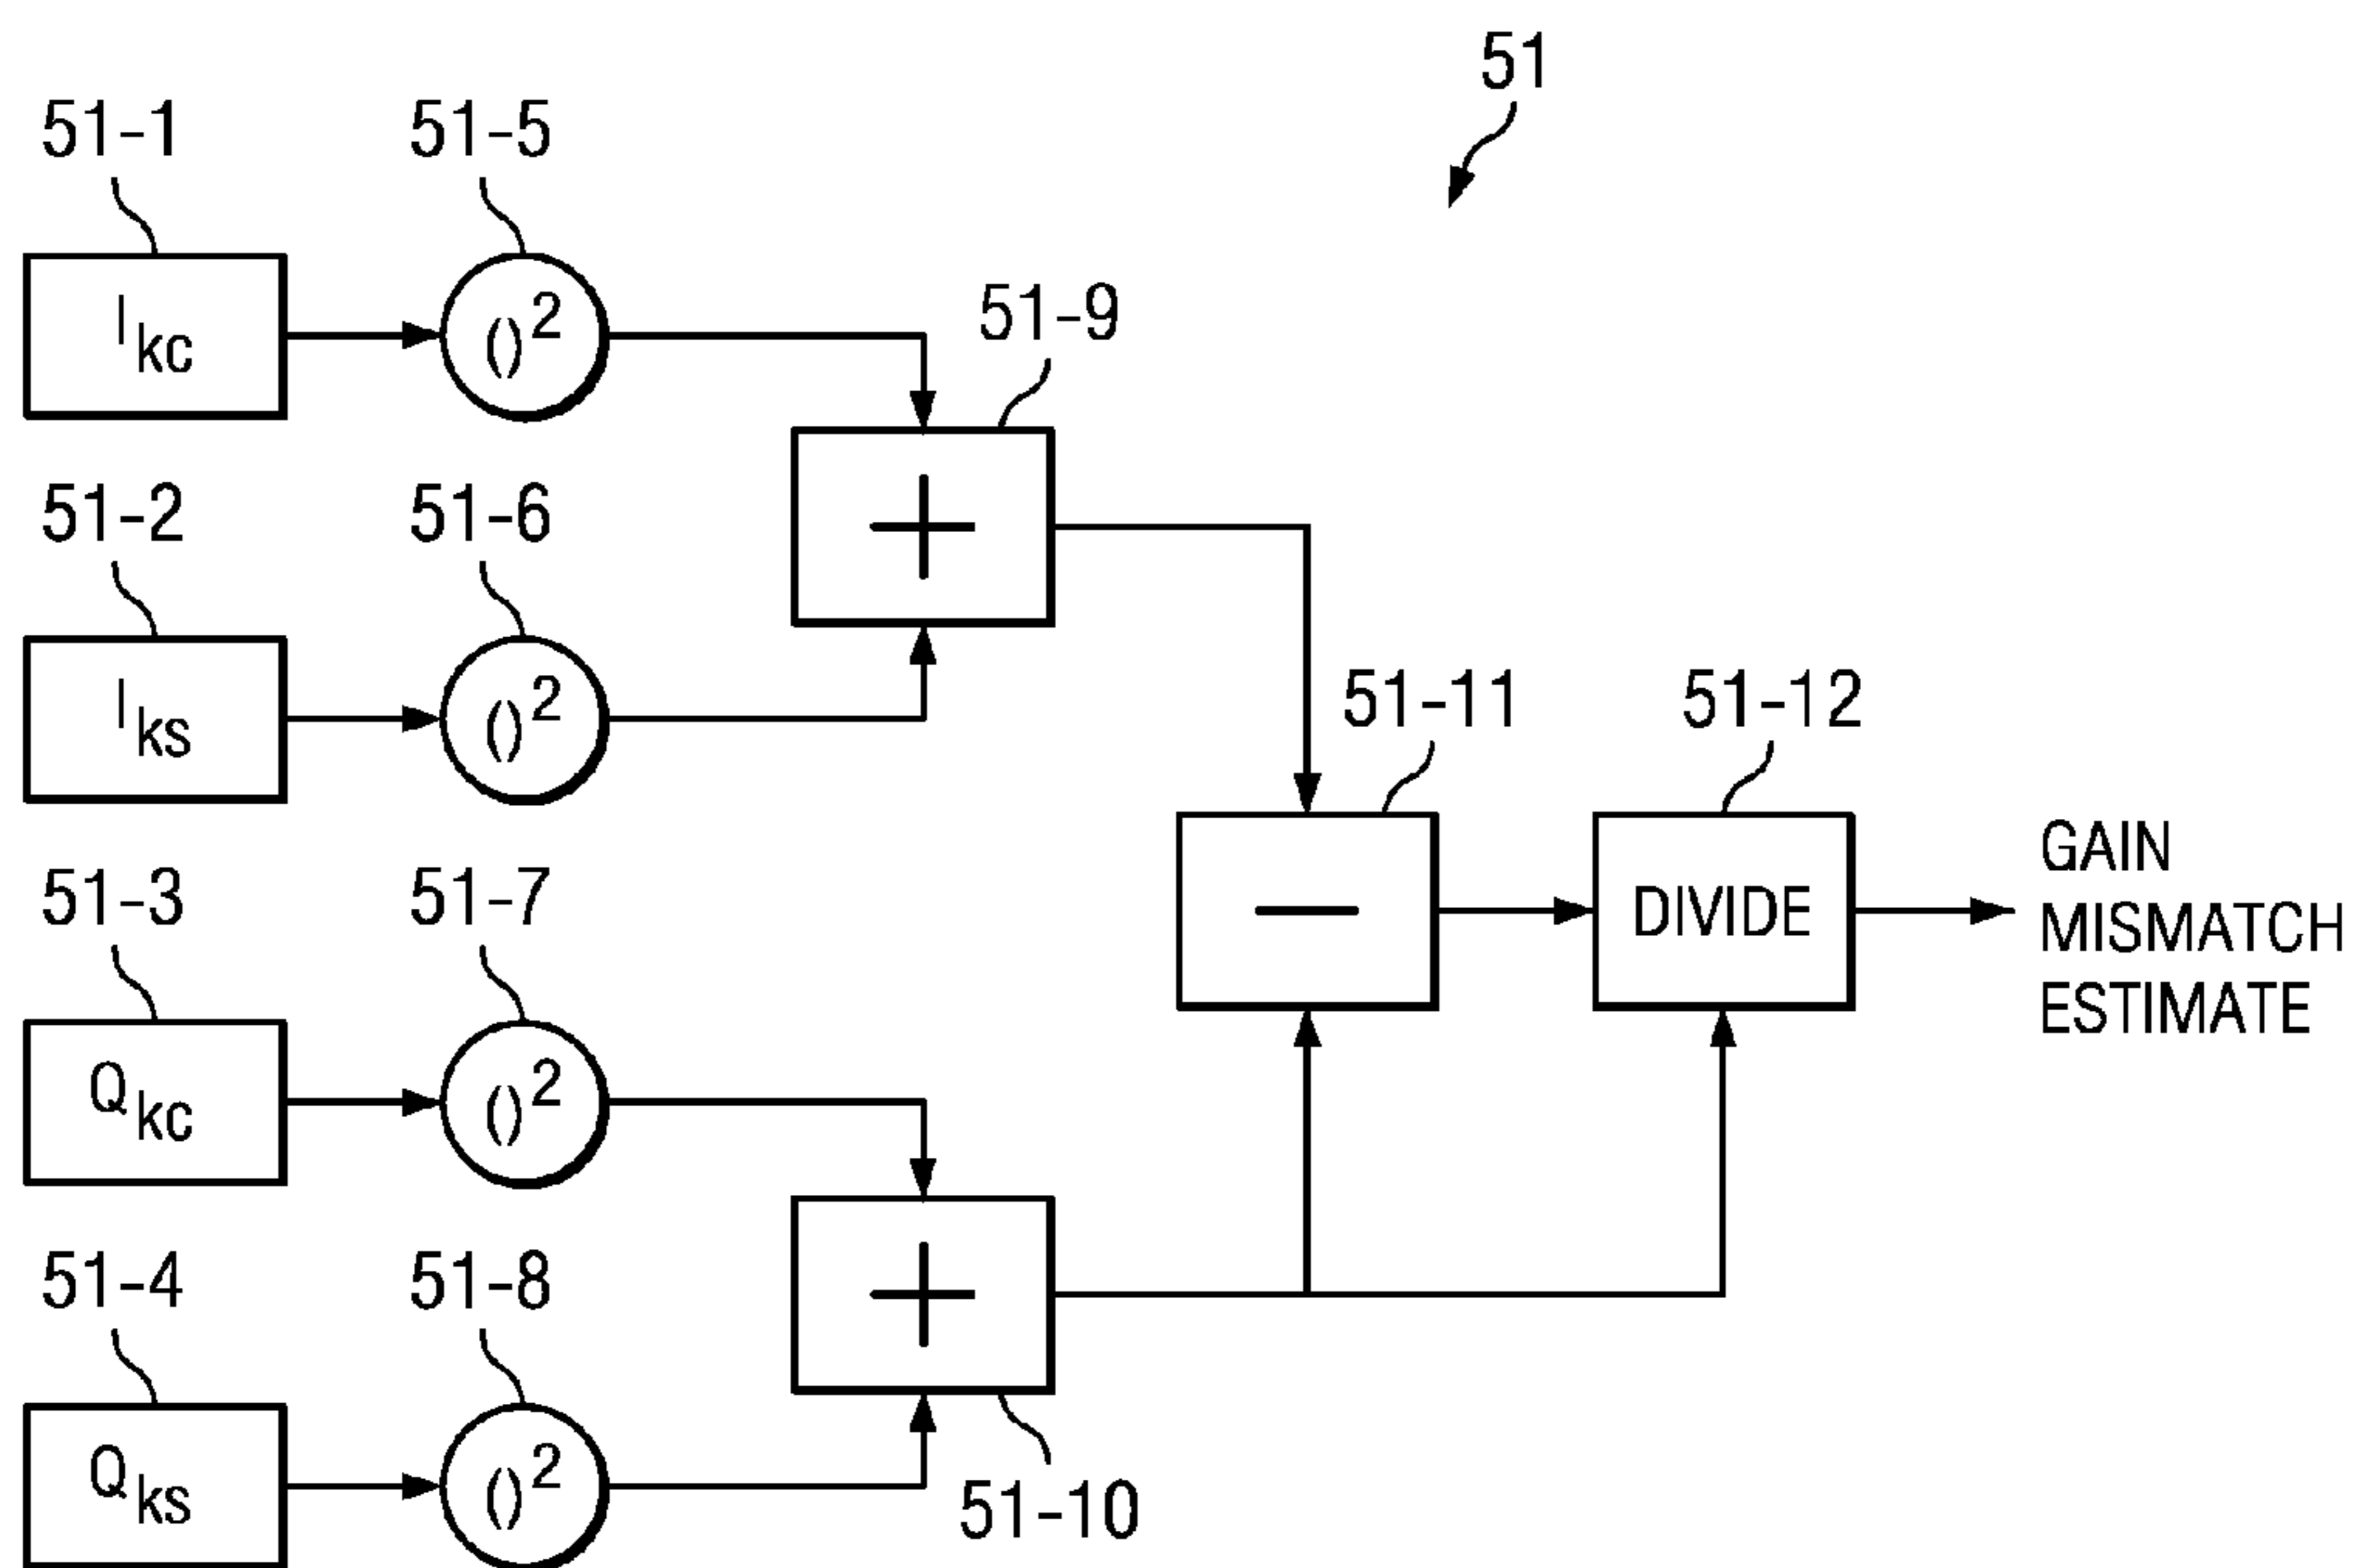 51
51-1
51-5
51-9
I kc
()2
51-2
51-6
+
I ks
()2
51-11
51-12
51-3
51-7
—
DIVIDE
GAIN
MISMATCH
ESTIMATE
Q kc
()2
51-4
51-8
+
51-10
Q ks
()2